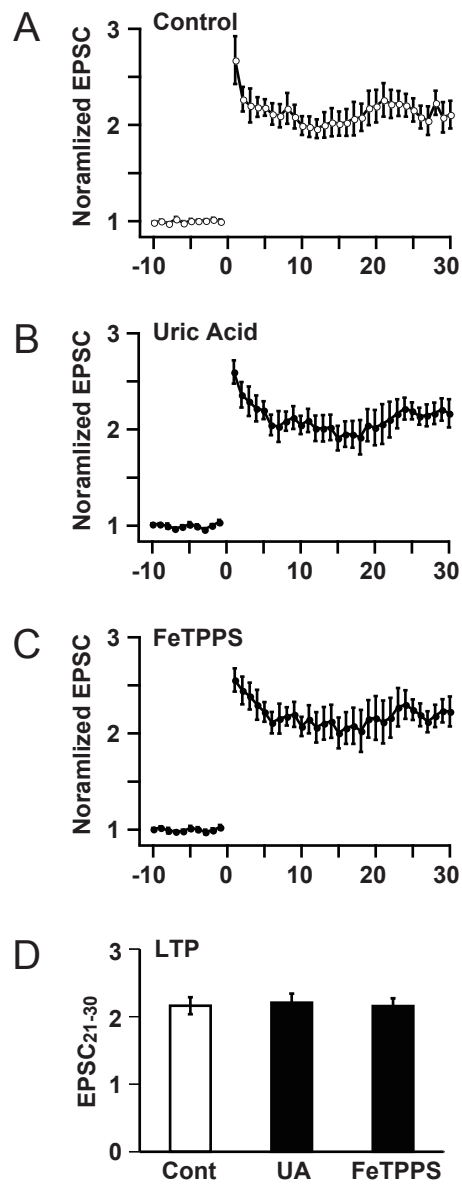 A
Control
Noramlized EPSC
3
2
1
-10 0 10 20 30
B
Uric Acid
Noramlized EPSC
3
2
1
-10 0 10 20 30
C
FeTPPS
Noramlized EPSC
3
2
1
-10 0 10 20 30
D
LTP
EPSC21-30
3
2
1
0
Cont UA FeTPPS